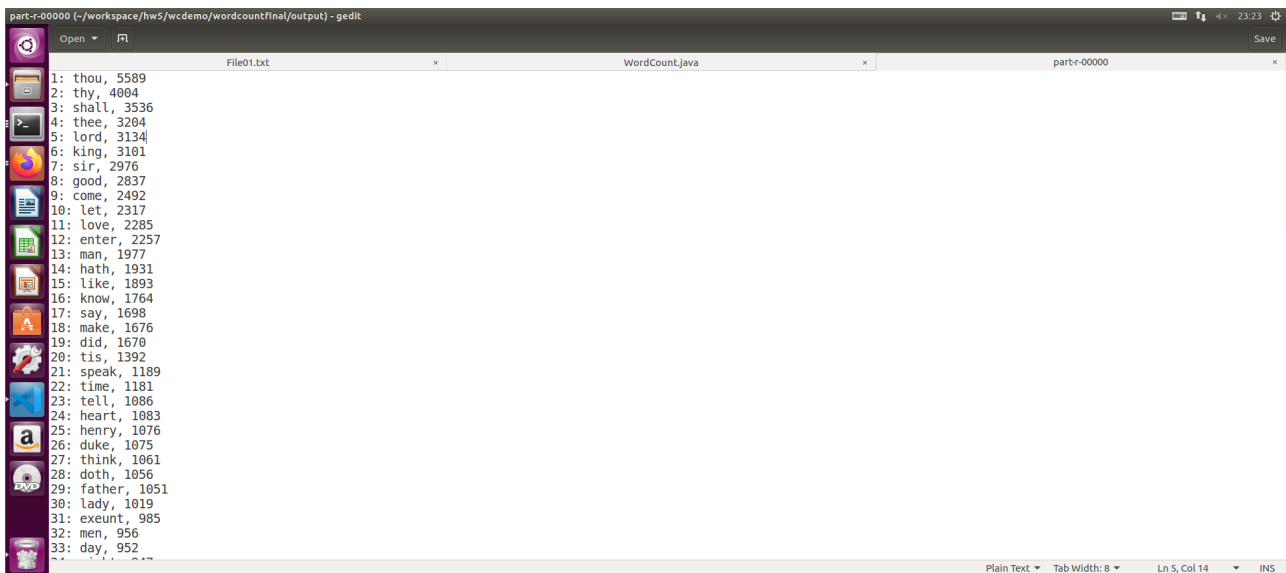 part-r-00000 (~/workspace/hw5/wcdemo/wordcountfinal/output) - gedit
23:23
Open
Save
File01.txt
WordCount.java
part-r-00000
1: thou, 5589
2: thy, 4004
3: shall, 3536
4: thee, 3204
5: lord, 3134
6: king, 3101
7: sir, 2976
8: good, 2837
9: come, 2492
10: let, 2317
11: love, 2285
12: enter, 2257
13: man, 1977
14: hath, 1931
15: like, 1893
16: know, 1764
17: say, 1698
18: make, 1676
19: did, 1670
20: tis, 1392
21: speak, 1189
22: time, 1181
23: tell, 1086
24: heart, 1083
25: henry, 1076
26: duke, 1075
27: think, 1061
28: doth, 1056
29: father, 1051
30: lady, 1019
31: exeunt, 985
32: men, 956
33: day, 952
Plain Text Tab Width: 8 Ln 5, Col 14 INS